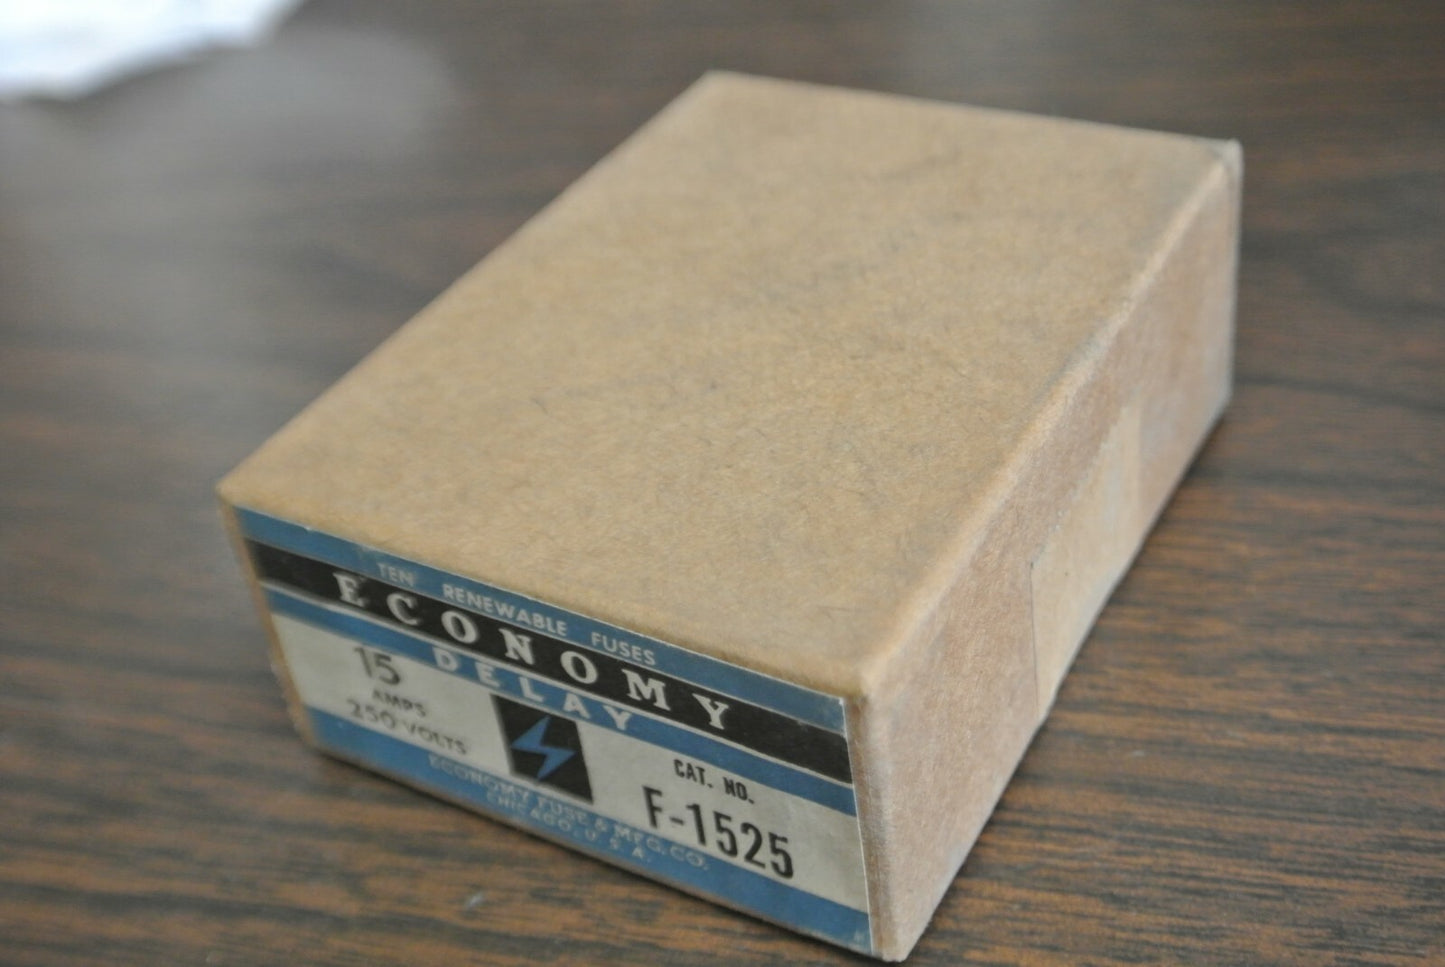 TEN RENEWABLE FUSES
ECONOMY
DELAY
15
AMPS
250 VOLTS
CAT. NO.
F-1525
ECONOMY FUSE & MFG. CO.
CHICAGO, U. S. A.